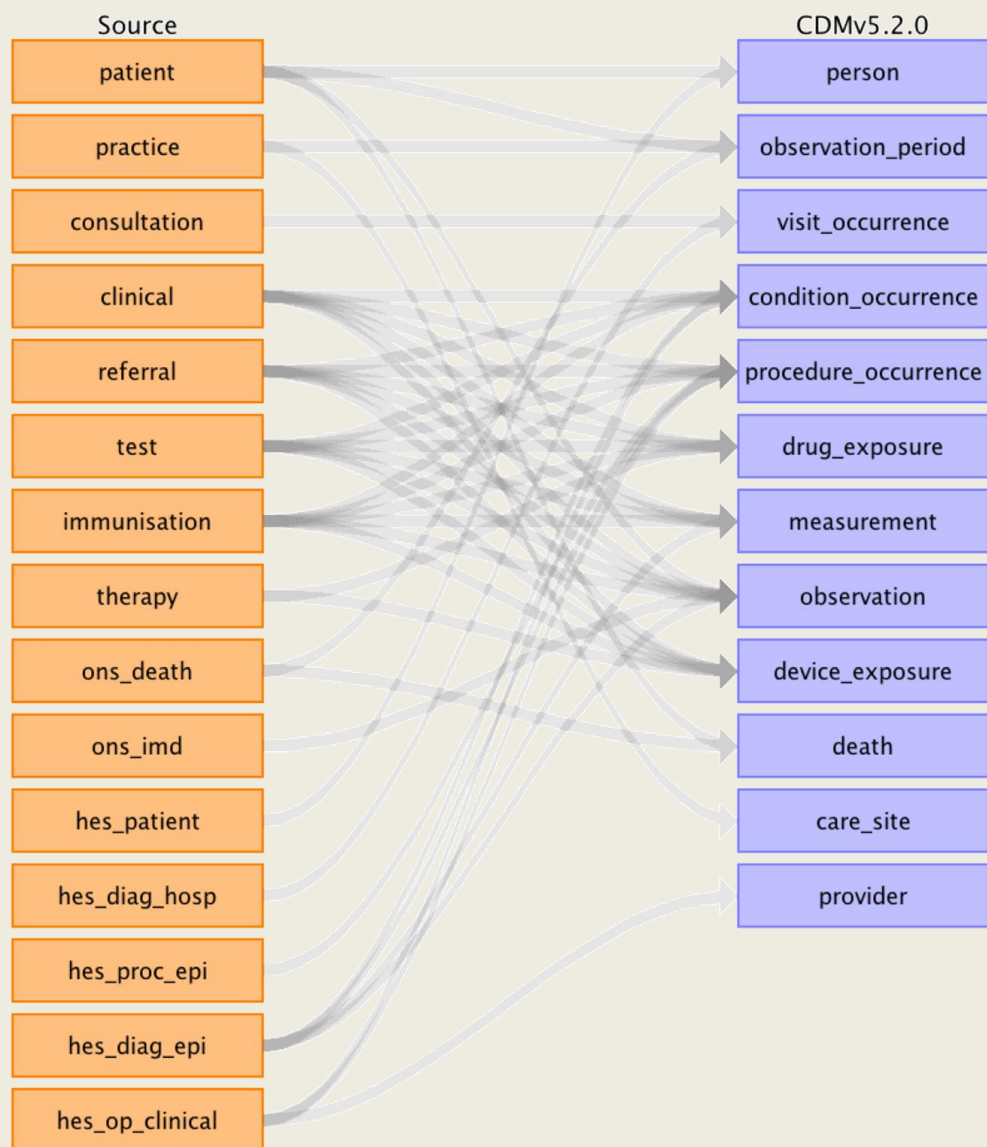 Source
CDMv5.2.0
patient
person
practice
observation_period
consultation
visit_occurrence
clinical
condition_occurrence
referral
procedure_occurrence
test
drug_exposure
immunisation
measurement
therapy
observation
ons_death
device_exposure
ons_imd
death
hes_patient
care_site
hes_diag_hosp
provider
hes_proc_epi
hes_diag_epi
hes_op_clinical